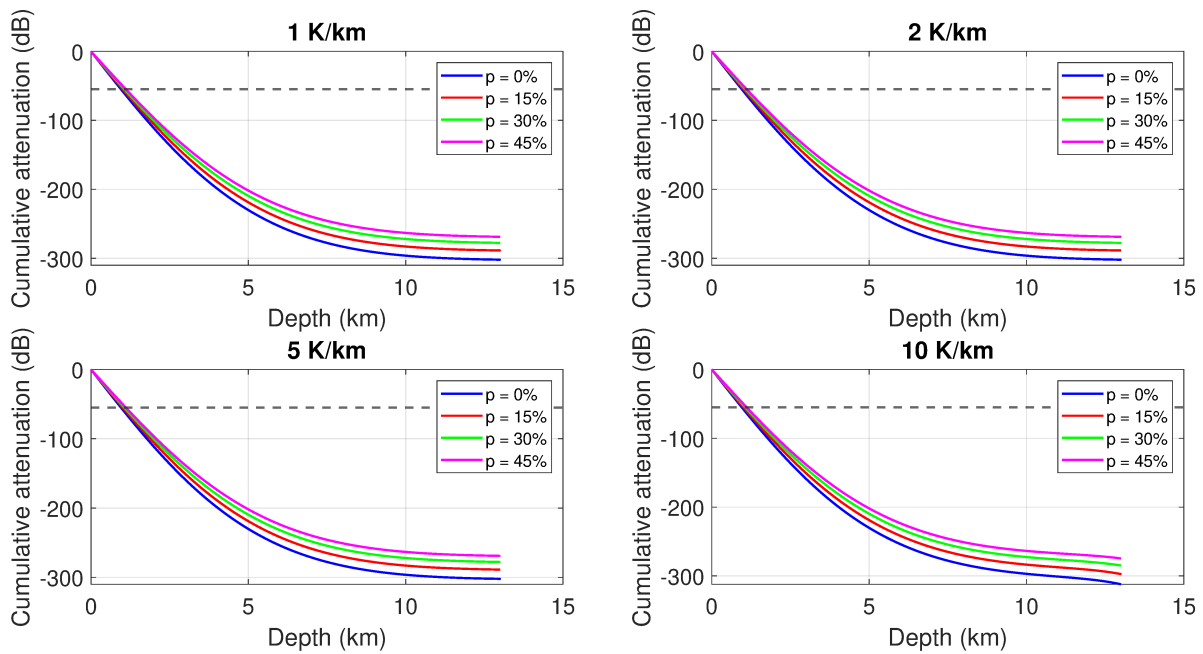 1 K/km
Cumulative attenuation (dB)
0
-100
-200
-300
p = 0%
p = 15%
p = 30%
p = 45%
0
5
10
15
Depth (km)
2 K/km
Cumulative attenuation (dB)
0
-100
-200
-300
p = 0%
p = 15%
p = 30%
p = 45%
0
5
10
15
Depth (km)
5 K/km
Cumulative attenuation (dB)
0
-100
-200
-300
p = 0%
p = 15%
p = 30%
p = 45%
0
5
10
15
Depth (km)
10 K/km
Cumulative attenuation (dB)
0
-100
-200
-300
p = 0%
p = 15%
p = 30%
p = 45%
0
5
10
15
Depth (km)